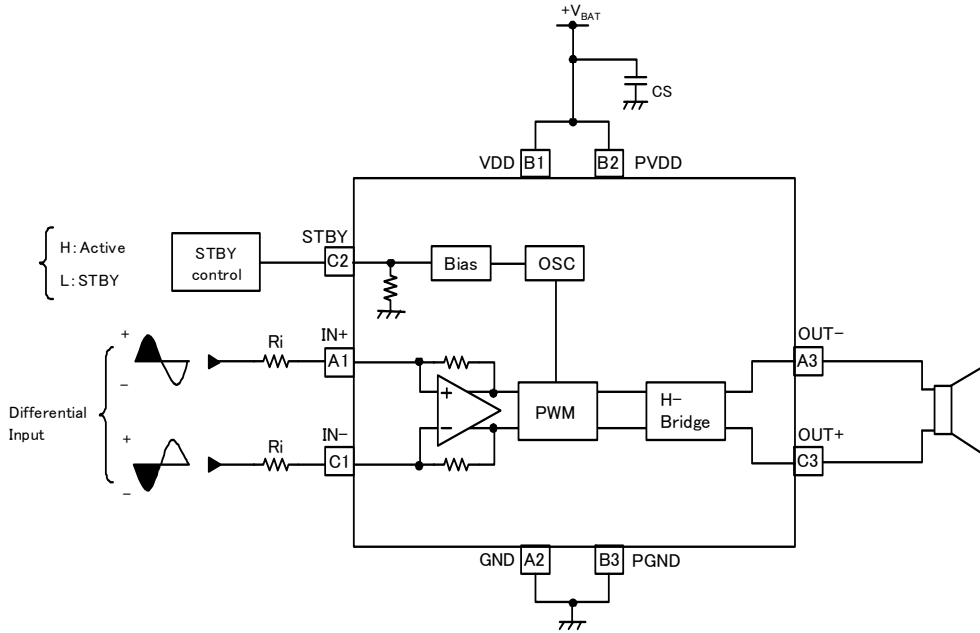 +VBAT
CS
VDD B1 B2 PVDD
STBY
H:Active
L:STBY
STBY
control
C2
Bias
OSC
+
−
Ri
IN+
A1
OUT-
A3
+
−
PWM
H-
Bridge
Differential
Input
+
−
Ri
IN-
C1
OUT+
C3
GND A2 B3 PGND